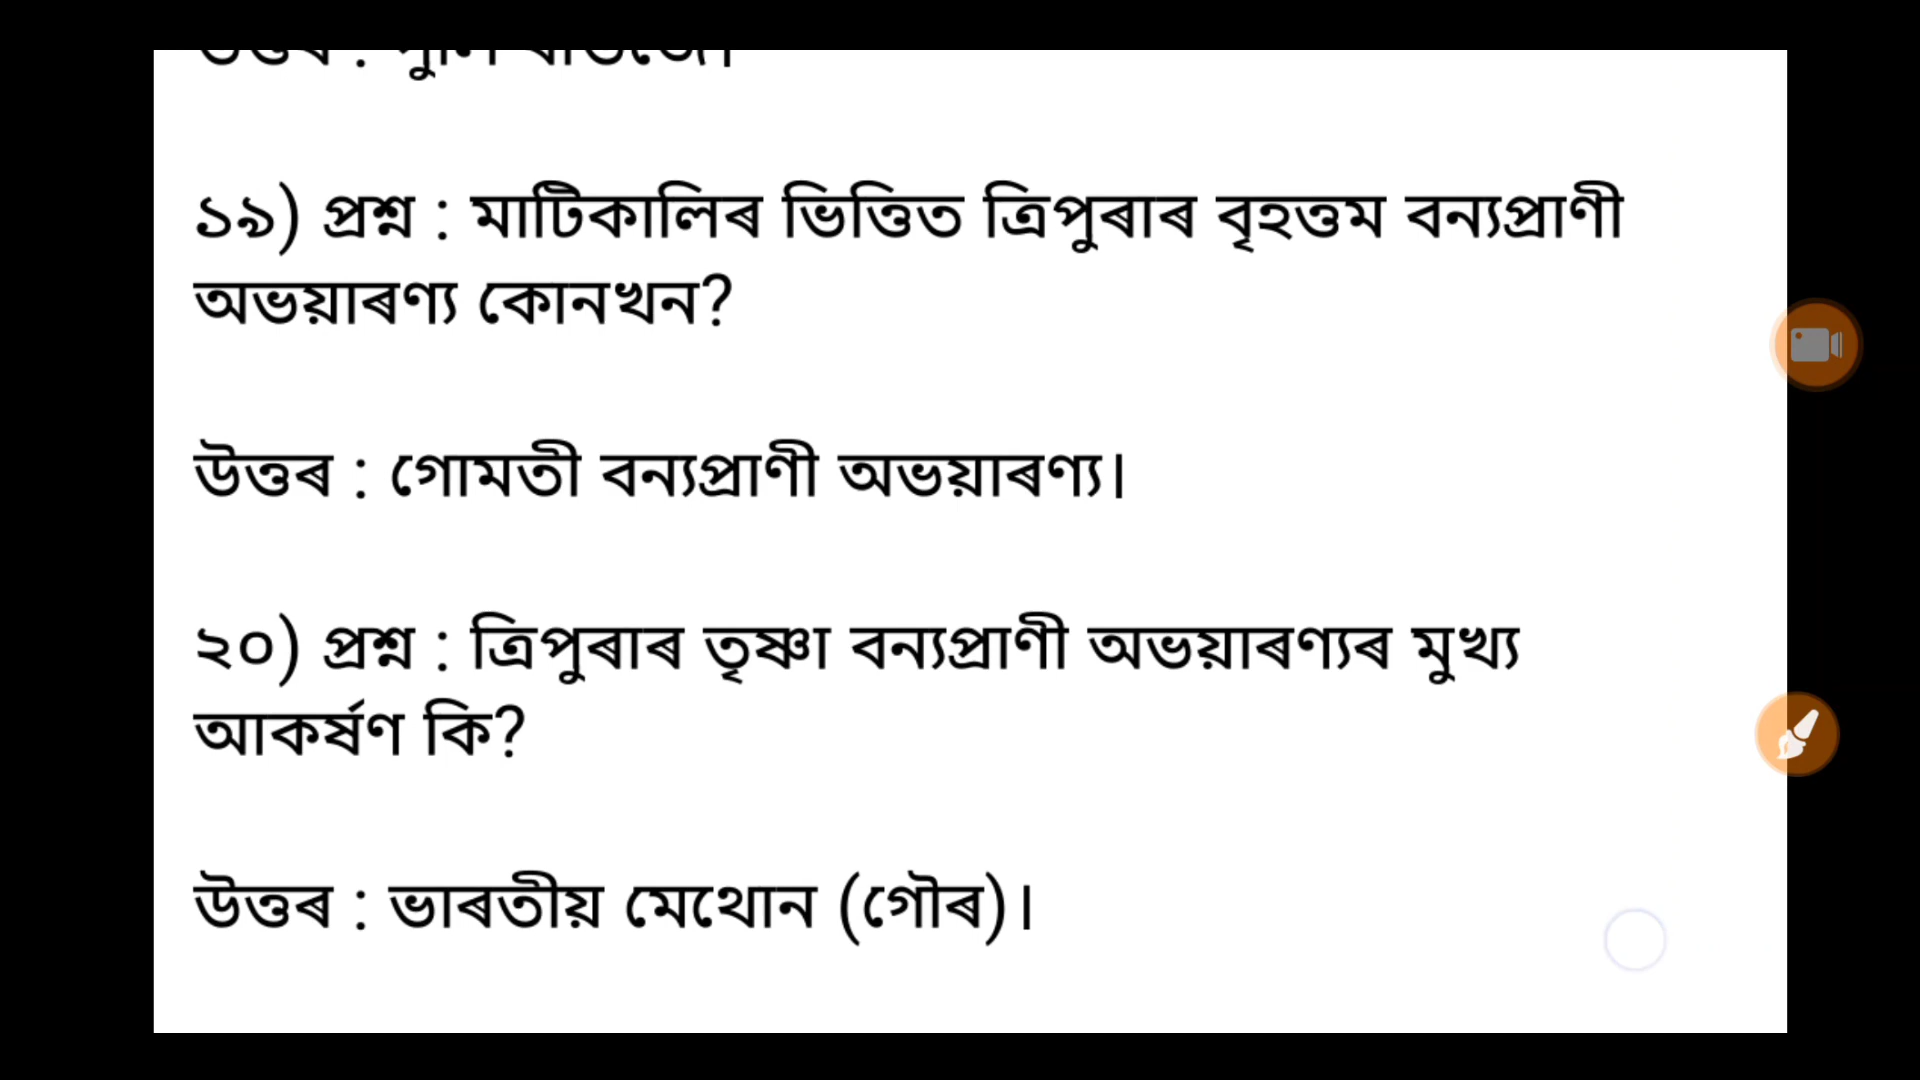 ১৯) প্ৰশ্ন : মাটিকালিৰ ভিত্তিত ত্ৰিপুৰাৰ বৃহত্তম বন্যপ্ৰাণী
অভয়াৰণ্য কোনখন?
উত্তৰ : গোমতী বন্যপ্ৰাণী অভয়াৰণ্য।
২০) প্ৰশ্ন : ত্ৰিপুৰাৰ তৃষ্ণা বন্যপ্ৰাণী অভয়াৰণ্যৰ মুখ্য
আকৰ্ষণ কি?
উত্তৰ : ভাৰতীয় মেথোন (গৌৰ)।